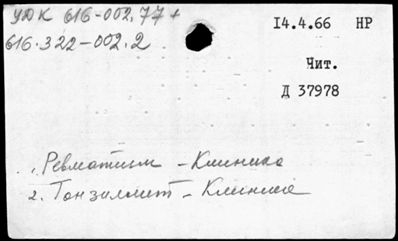 УДК 616-002.77+
616.322-002.2
14.4.66 НР
Чит.
Д 37978
1. Ревматизм - Клиника
2. Тонзиллит - Клиника